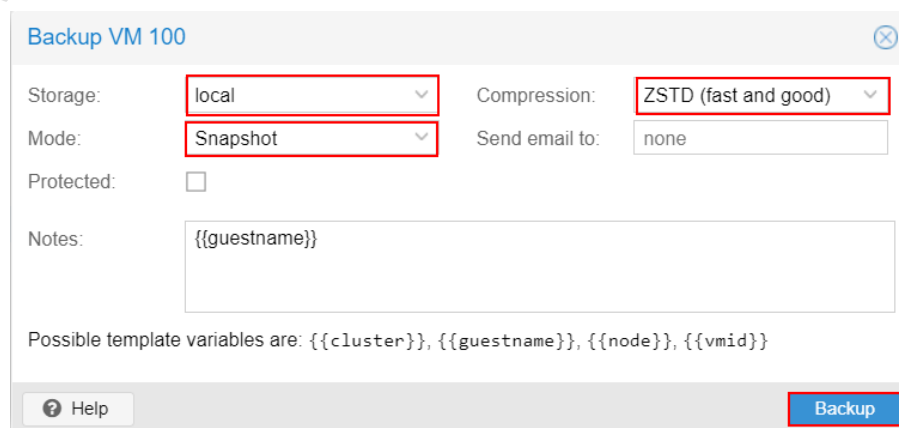 Backup VM 100
Storage: local Compression: ZSTD (fast and good)
Mode: Snapshot Send email to: none
Protected:
Notes: {{guestname}}
Possible template variables are: {{cluster}}, {{guestname}}, {{node}}, {{vmid}}
Help Backup